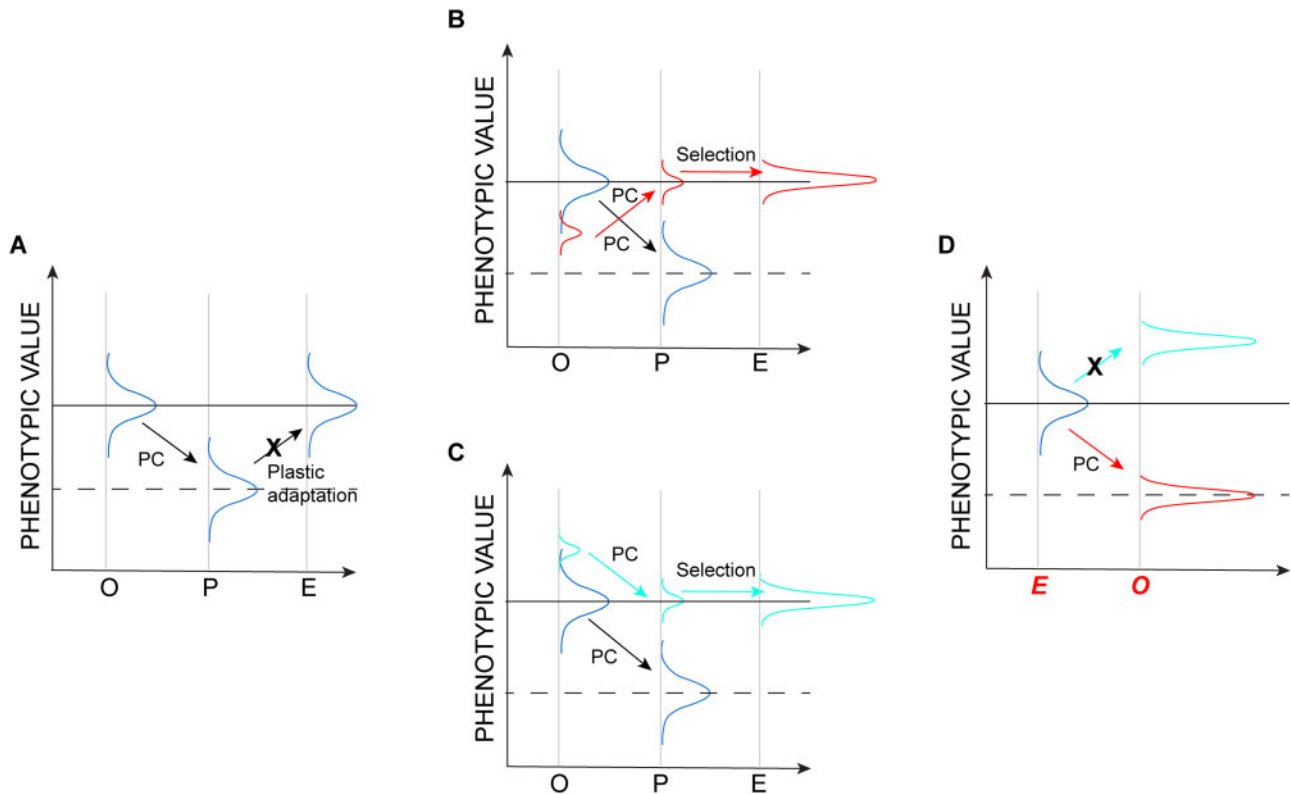 A
PHENOTYPIC VALUE
PC
X
Plastic
adaptation
O P E
B
PHENOTYPIC VALUE
Selection
PC
PC
O P E
C
PHENOTYPIC VALUE
PC
Selection
PC
O P E
D
PHENOTYPIC VALUE
X
PC
E O